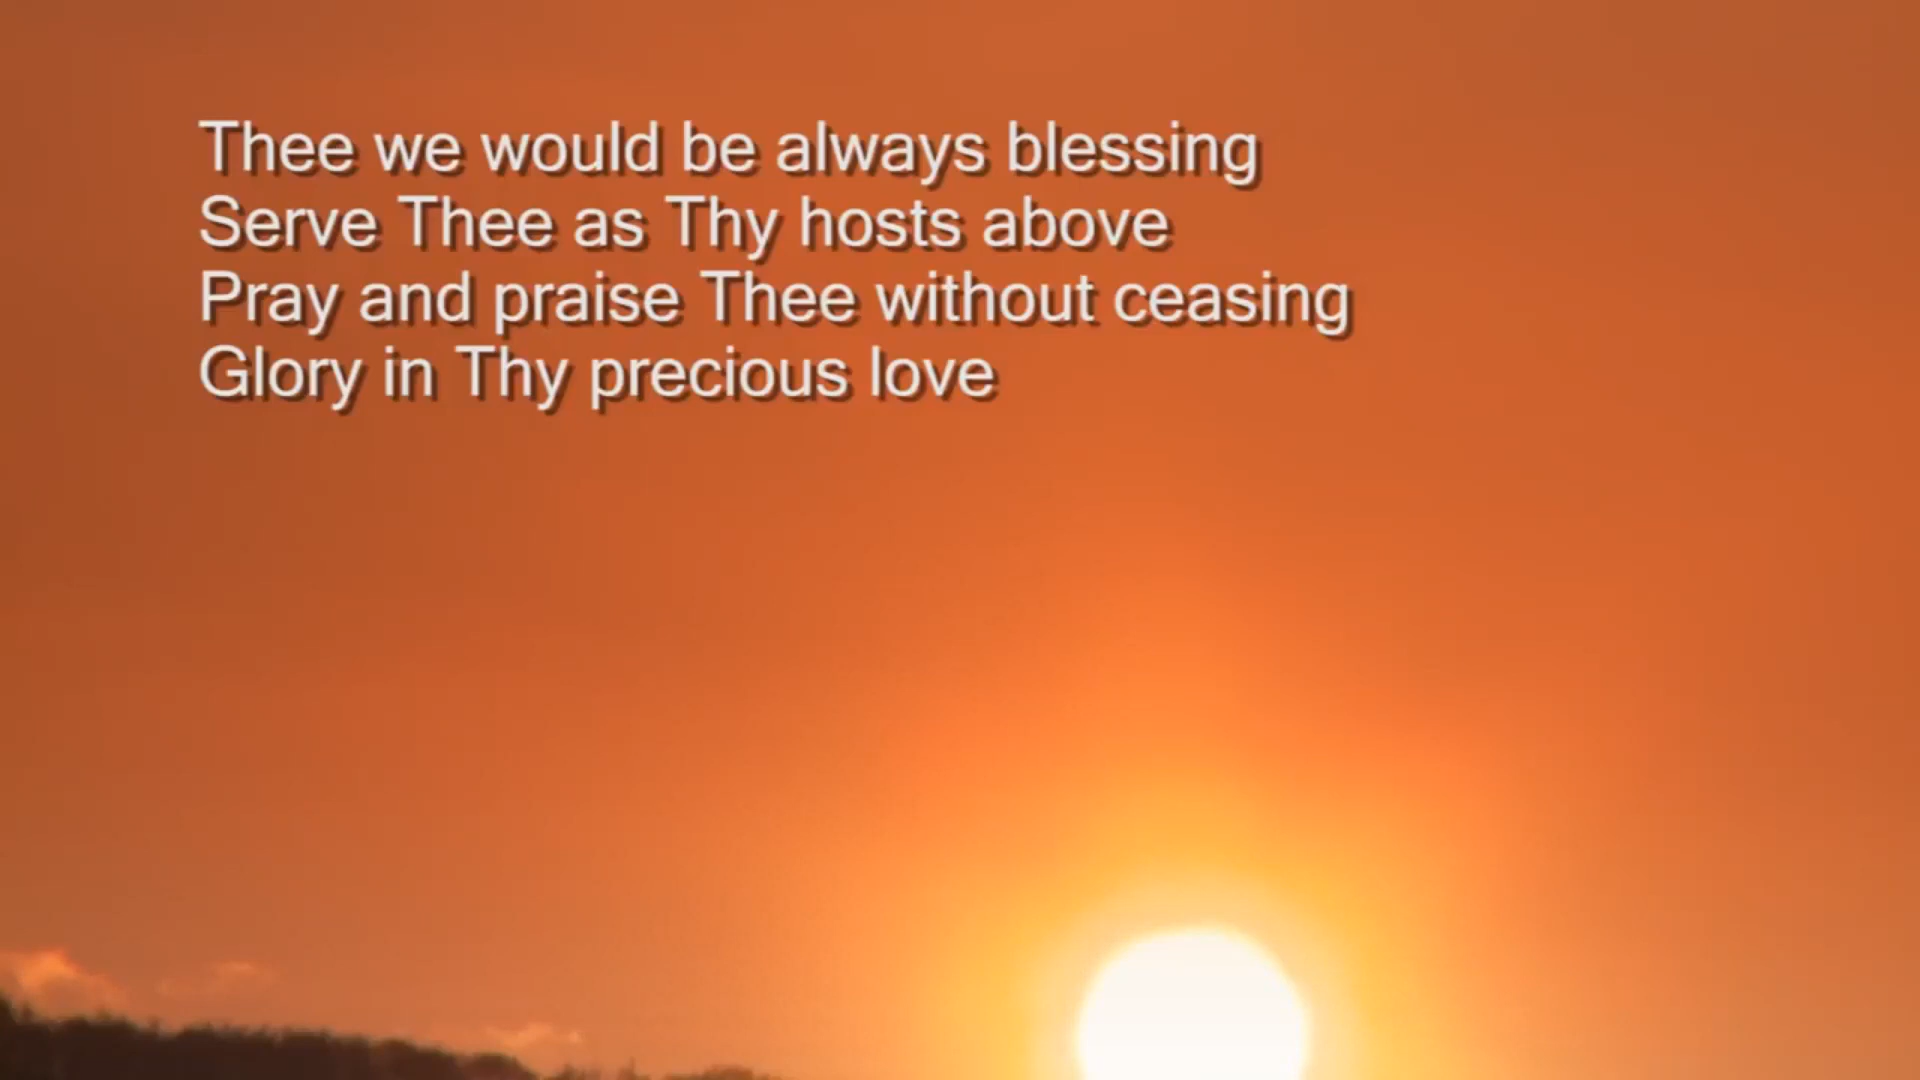 Thee we would be always blessing
Serve Thee as Thy hosts above
Pray and praise Thee without ceasing
Glory in Thy precious love